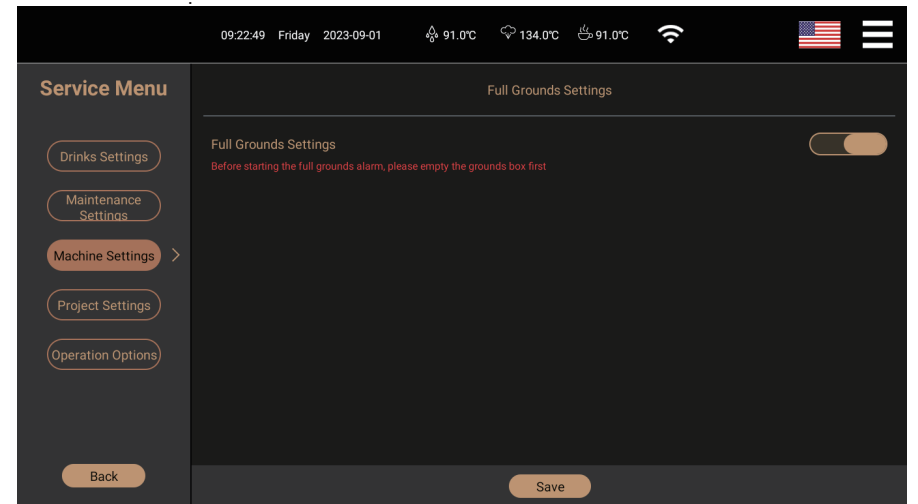 09:22:49 Friday 2023-09-01 91.0℃ 134.0℃ 91.0℃
Service Menu
Full Grounds Settings
Drinks Settings
Maintenance
Settings
Machine Settings >
Project Settings
Operation Options
Back
Full Grounds Settings
Before starting the full grounds alarm, please empty the grounds box first
Save